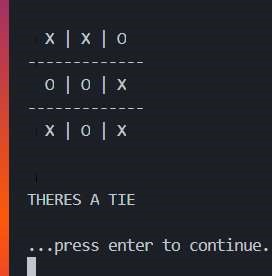 X | X | O
-------------
O | O | X
-------------
X | O | X
THERES A TIE
...press enter to continue.